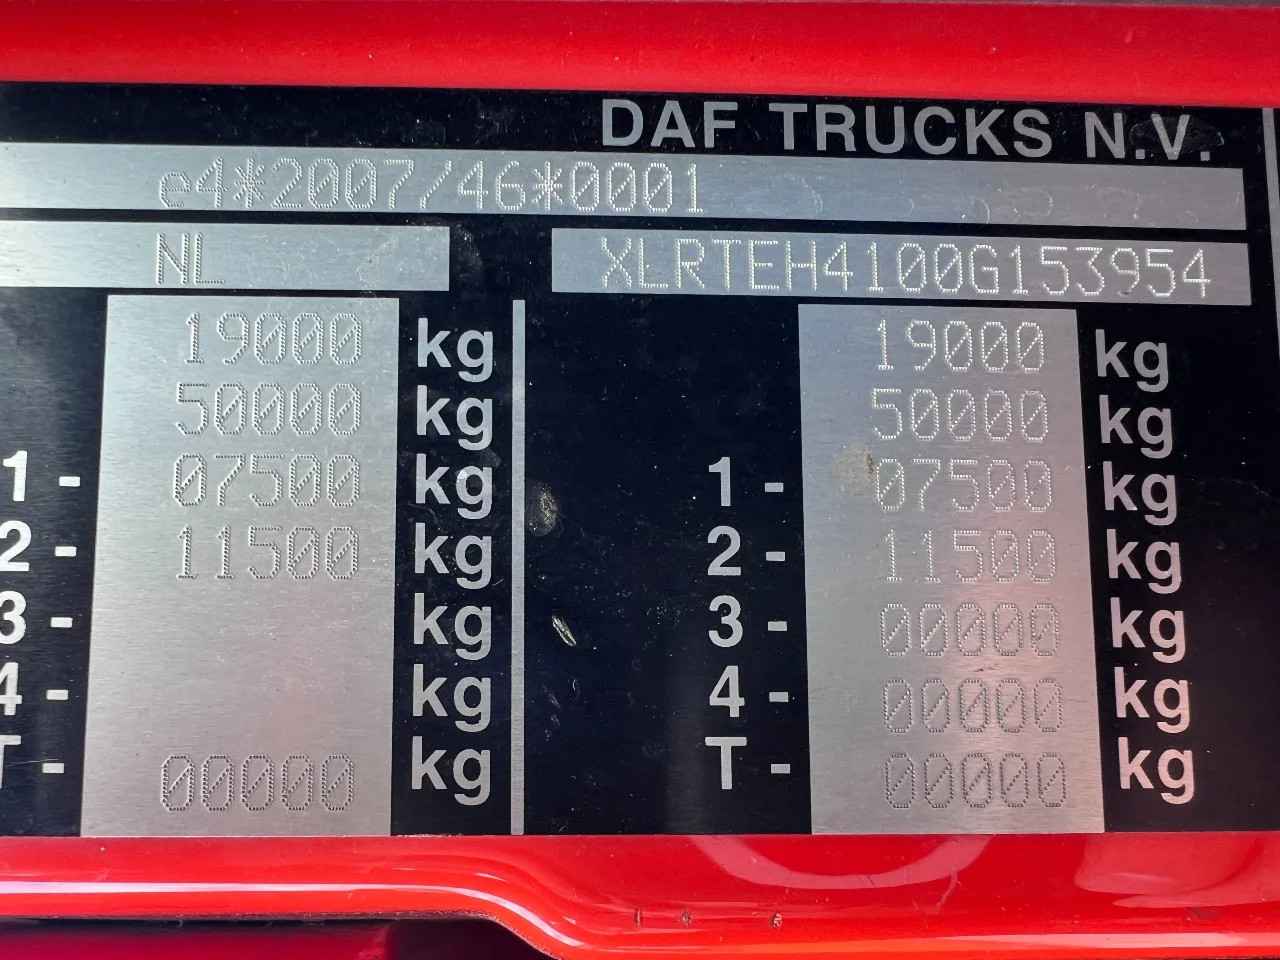 DAF TRUCKS N.V.
e4*2007/46*0001
NL XLRTEH4100G153954
19000 kg 19000 kg
50000 kg 50000 kg
1- 07500 kg 1- 07500 kg
2- 11500 kg 2- 11500 kg
3- kg 3- 00000 kg
4- kg 4- 00000 kg
T- 00000 kg T- 00000 kg